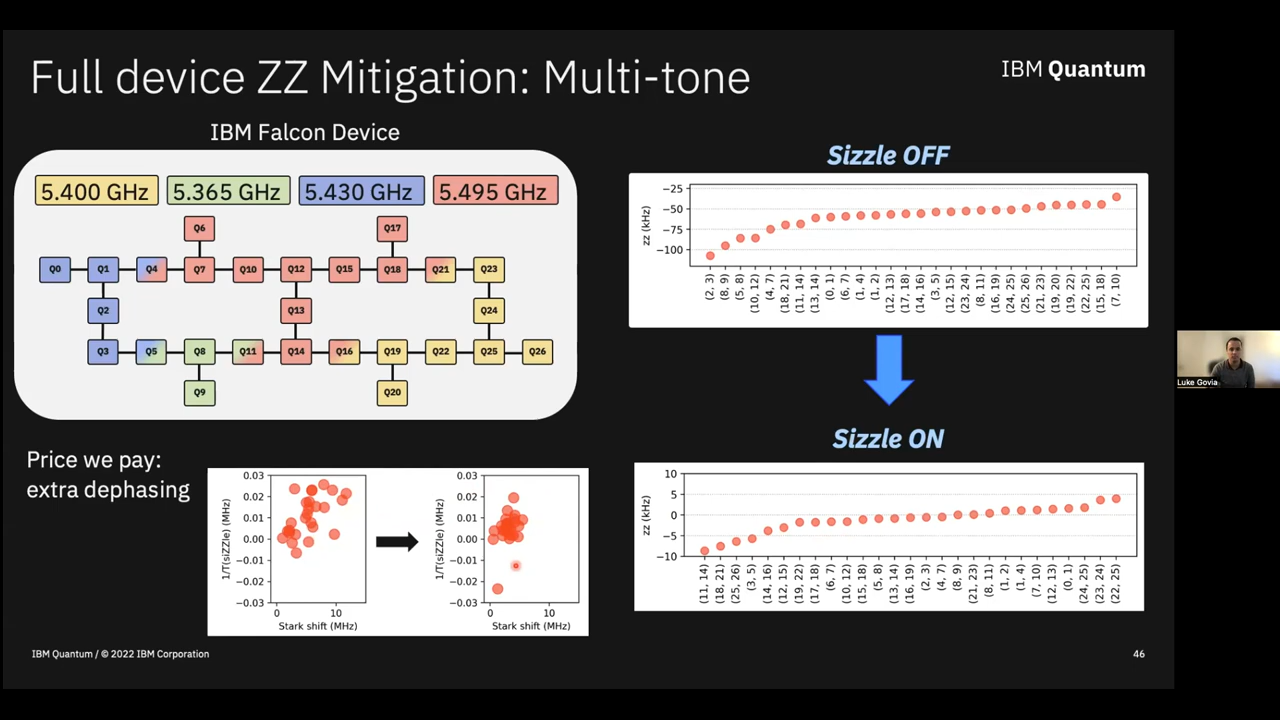 Full device ZZ Mitigation: Multi-tone
IBM Quantum
IBM Falcon Device
5.400 GHz 5.365 GHz 5.430 GHz 5.495 GHz
Q6 Q17
Q0 Q1 Q4 Q7 Q10 Q12 Q15 Q18 Q21 Q23
Q2 Q13 Q24
Q3 Q5 Q8 Q11 Q14 Q16 Q19 Q22 Q25 Q26
Q9 Q20
Sizzle OFF
zz (kHz)
−25
−50
−75
−100
(2, 3) (8, 9) (5, 8) (10, 12) (4, 7) (18, 21) (11, 14) (13, 14) (0, 1) (6, 7) (1, 4) (1, 2) (12, 13) (17, 18) (14, 16) (3, 5) (12, 15) (23, 24) (8, 11) (16, 19) (24, 25) (25, 26) (21, 23) (19, 20) (19, 22) (22, 25) (15, 18) (7, 10)
Sizzle ON
zz (kHz)
10
5
0
−5
−10
(11, 14) (18, 21) (25, 26) (3, 5) (14, 16) (12, 15) (19, 22) (17, 18) (6, 7) (10, 12) (15, 18) (5, 8) (13, 14) (16, 19) (2, 3) (4, 7) (8, 9) (21, 23) (8, 11) (1, 2) (1, 4) (7, 10) (12, 13) (0, 1) (24, 25) (23, 24) (22, 25)
Price we pay:
extra dephasing
1/T(siZZle) (MHz)
0.03
0.02
0.01
0.00
−0.01
−0.02
−0.03
0 10
Stark shift (MHz)
1/T(siZZle) (MHz)
0.03
0.02
0.01
0.00
−0.01
−0.02
−0.03
0 10
Stark shift (MHz)
IBM Quantum / © 2022 IBM Corporation
46
Luke Govia